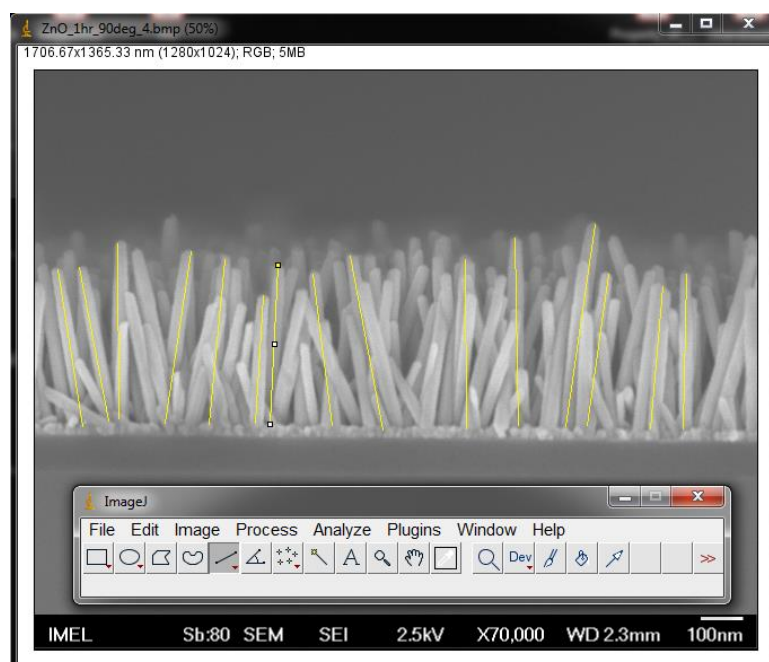 ZnO_1hr_90deg_4.bmp (50%)
1706.67x1365.33 nm (1280x1024); RGB; 5MB
ImageJ
File Edit Image Process Analyze Plugins Window Help
A Dev >>
IMEL Sb:80 SEM SEI 2.5kV X70,000 WD 2.3mm 100nm